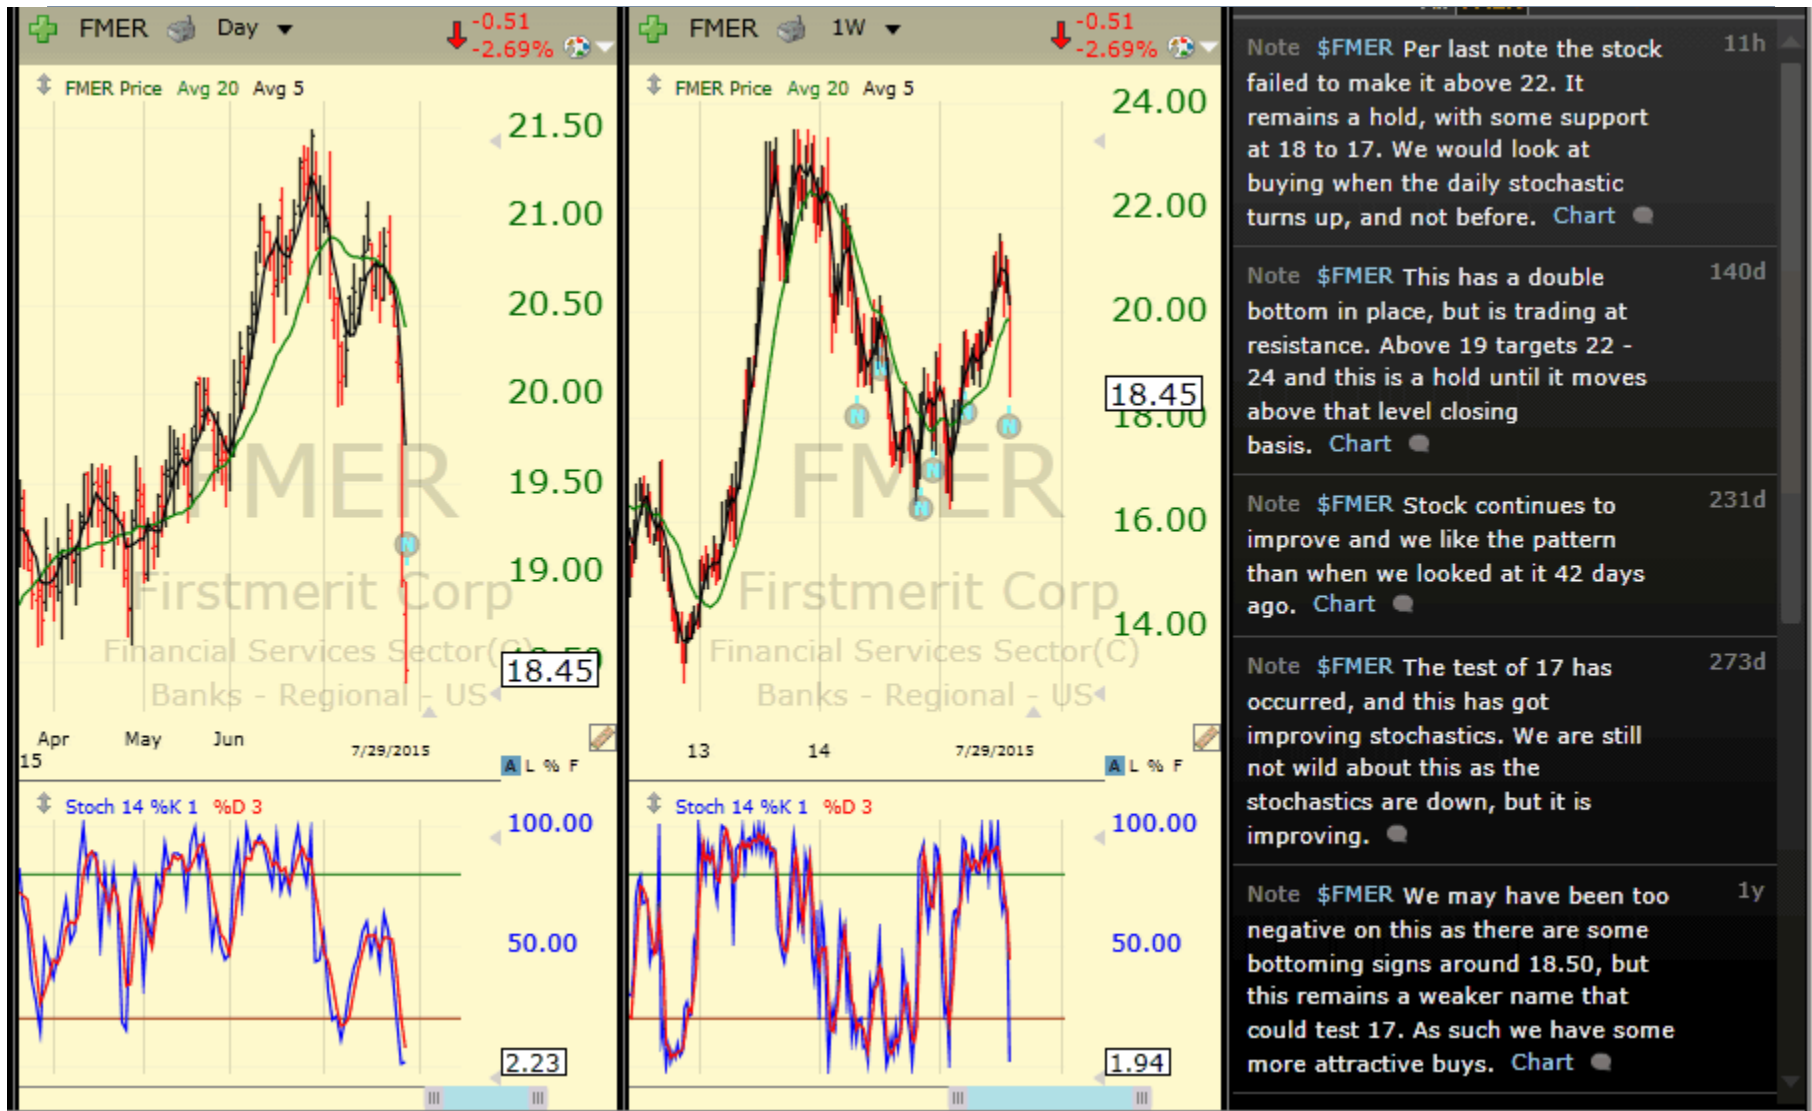 FMER Day
-0.51
-2.69%
FMER Price Avg 20 Avg 5
21.50
21.00
20.50
20.00
19.50
19.00
18.45
FMER
Firstmerit Corp
Financial Services Sector(C)
Banks - Regional - US
Apr May Jun
15
7/29/2015
A L % F
Stoch 14 %K 1 %D 3
100.00
50.00
2.23
FMER 1W
-0.51
-2.69%
FMER Price Avg 20 Avg 5
24.00
22.00
20.00
18.45
18.00
16.00
14.00
N
N
N
N
N
N
N
FMER
Firstmerit Corp
Financial Services Sector(C)
Banks - Regional - US
13 14 7/29/2015
A L % F
Stoch 14 %K 1 %D 3
100.00
50.00
1.94
Note $FMER Per last note the stock 11h
failed to make it above 22. It
remains a hold, with some support
at 18 to 17. We would look at
buying when the daily stochastic
turns up, and not before. Chart
Note $FMER This has a double 140d
bottom in place, but is trading at
resistance. Above 19 targets 22 -
24 and this is a hold until it moves
above that level closing
basis. Chart
Note $FMER Stock continues to 231d
improve and we like the pattern
than when we looked at it 42 days
ago. Chart
Note $FMER The test of 17 has 273d
occurred, and this has got
improving stochastics. We are still
not wild about this as the
stochastics are down, but it is
improving.
Note $FMER We may have been too 1y
negative on this as there are some
bottoming signs around 18.50, but
this remains a weaker name that
could test 17. As such we have some
more attractive buys. Chart